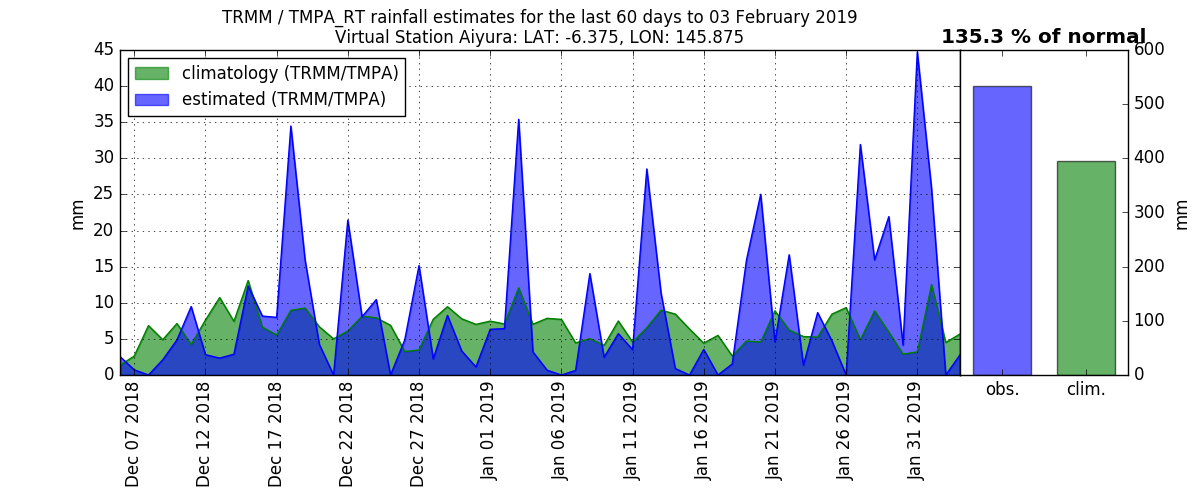 TRMM / TMPA_RT rainfall estimates for the last 60 days to 03 February 2019
Virtual Station Aiyura: LAT: -6.375, LON: 145.875
135.3 % of normal
climatology (TRMM/TMPA)
estimated (TRMM/TMPA)
mm
45
40
35
30
25
20
15
10
5
0
Dec 07 2018
Dec 12 2018
Dec 17 2018
Dec 22 2018
Dec 27 2018
Jan 01 2019
Jan 06 2019
Jan 11 2019
Jan 16 2019
Jan 21 2019
Jan 26 2019
Jan 31 2019
obs.
clim.
600
500
400
300
200
100
0
mm